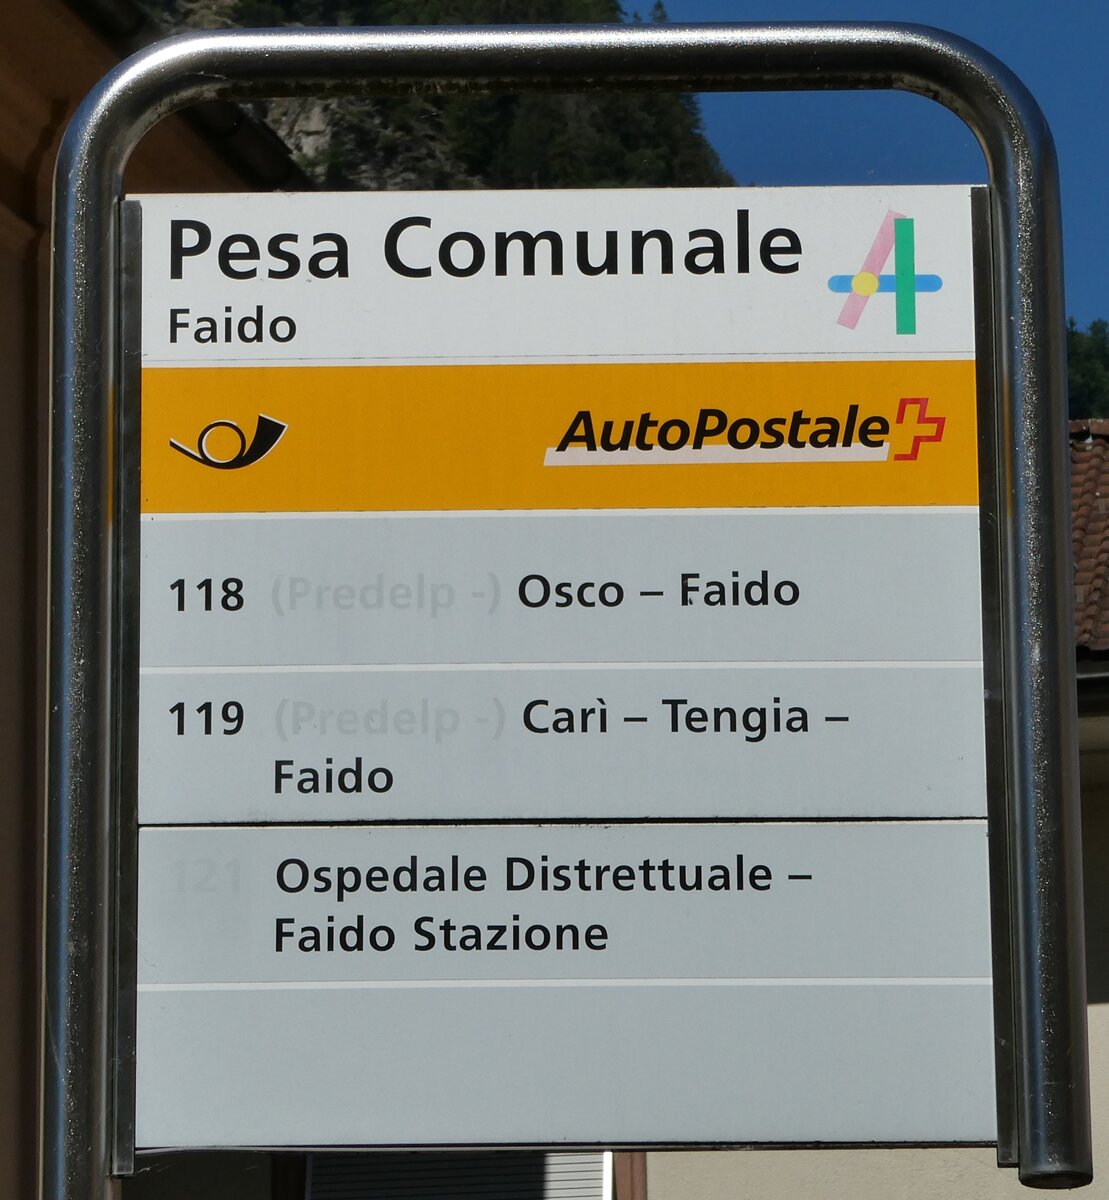 Pesa Comunale
Faido
AutoPostale
118 (Predelp -) Osco – Faido
119 (Predelp -) Carì – Tengia –
Faido
121 Ospedale Distrettuale –
Faido Stazione